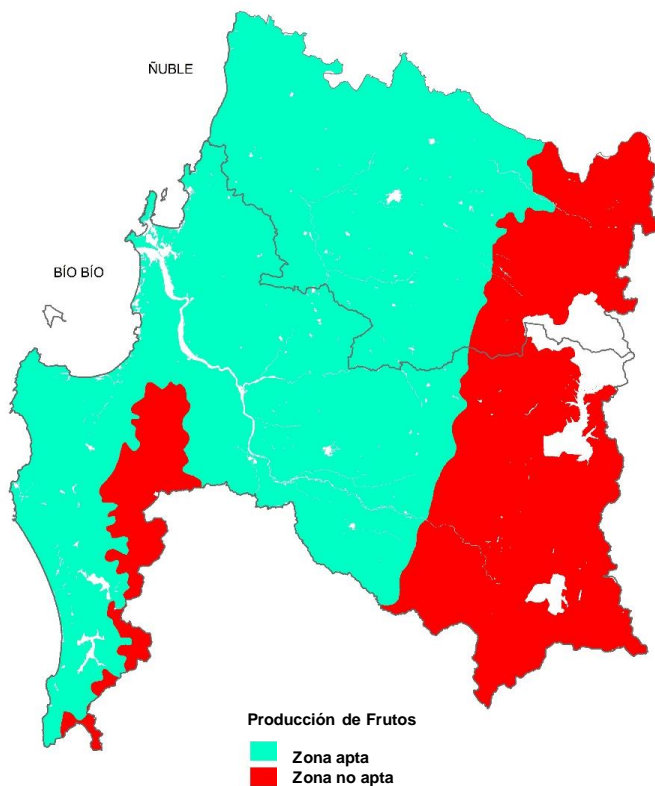 ÑUBLE
BÍO BÍO
Producción de Frutos
Zona apta
Zona no apta